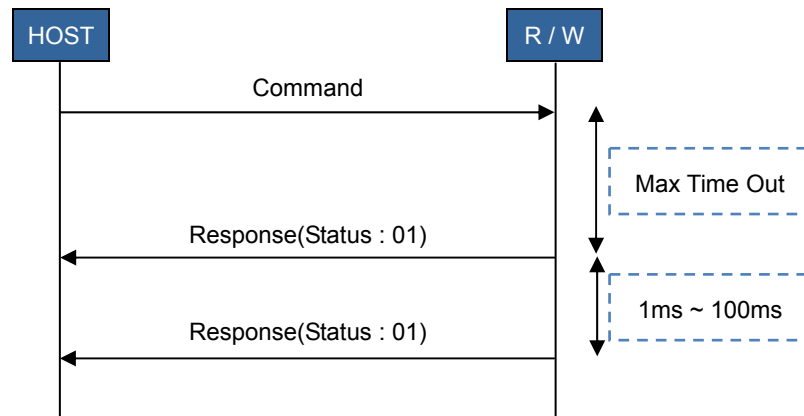 HOST
R / W
Command
Max Time Out
Response(Status : 01)
1ms ~ 100ms
Response(Status : 01)